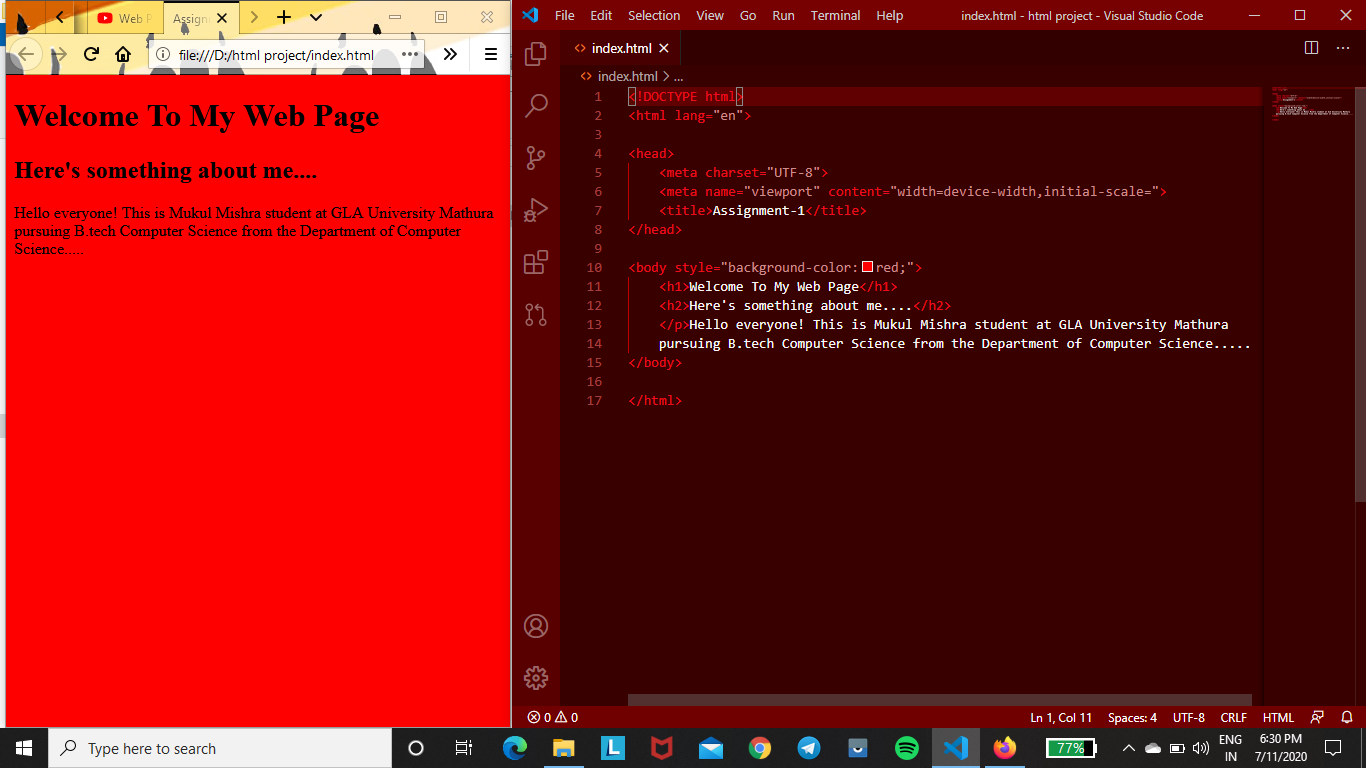 Web P
Assign
file:///D:/html project/index.html
Welcome To My Web Page
Here's something about me....
Hello everyone! This is Mukul Mishra student at GLA University Mathura
pursuing B.tech Computer Science from the Department of Computer
Science.....
File Edit Selection View Go Run Terminal Help
index.html - html project - Visual Studio Code
index.html
index.html > ...
1 <!DOCTYPE html>
2 <html lang="en">
3
4 <head>
5 <meta charset="UTF-8">
6 <meta name="viewport" content="width=device-width,initial-scale=">
7 <title>Assignment-1</title>
8 </head>
9
10 <body style="background-color:red;">
11 <h1>Welcome To My Web Page</h1>
12 <h2>Here's something about me....</h2>
13 </p>Hello everyone! This is Mukul Mishra student at GLA University Mathura
14 pursuing B.tech Computer Science from the Department of Computer Science.....
15 </body>
16
17 </html>
0 0
Ln 1, Col 11 Spaces: 4 UTF-8 CRLF HTML
Type here to search
L
77%
ENG
IN
6:30 PM
7/11/2020